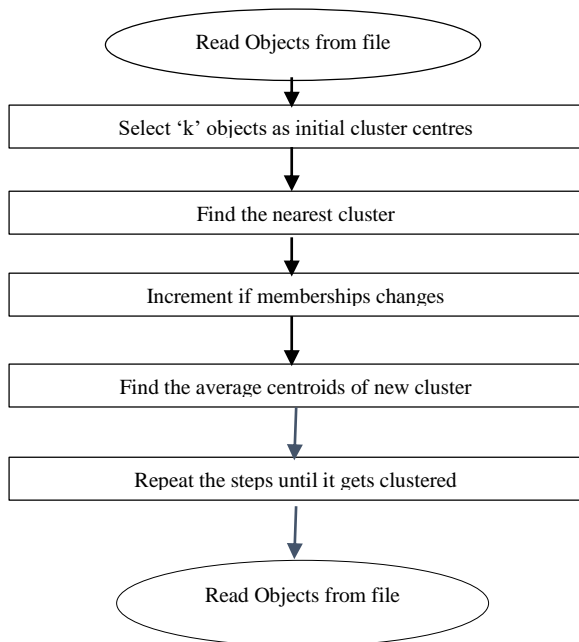 Read Objects from file
Select ‘k’ objects as initial cluster centres
Find the nearest cluster
Increment if memberships changes
Find the average centroids of new cluster
Repeat the steps until it gets clustered
Read Objects from file